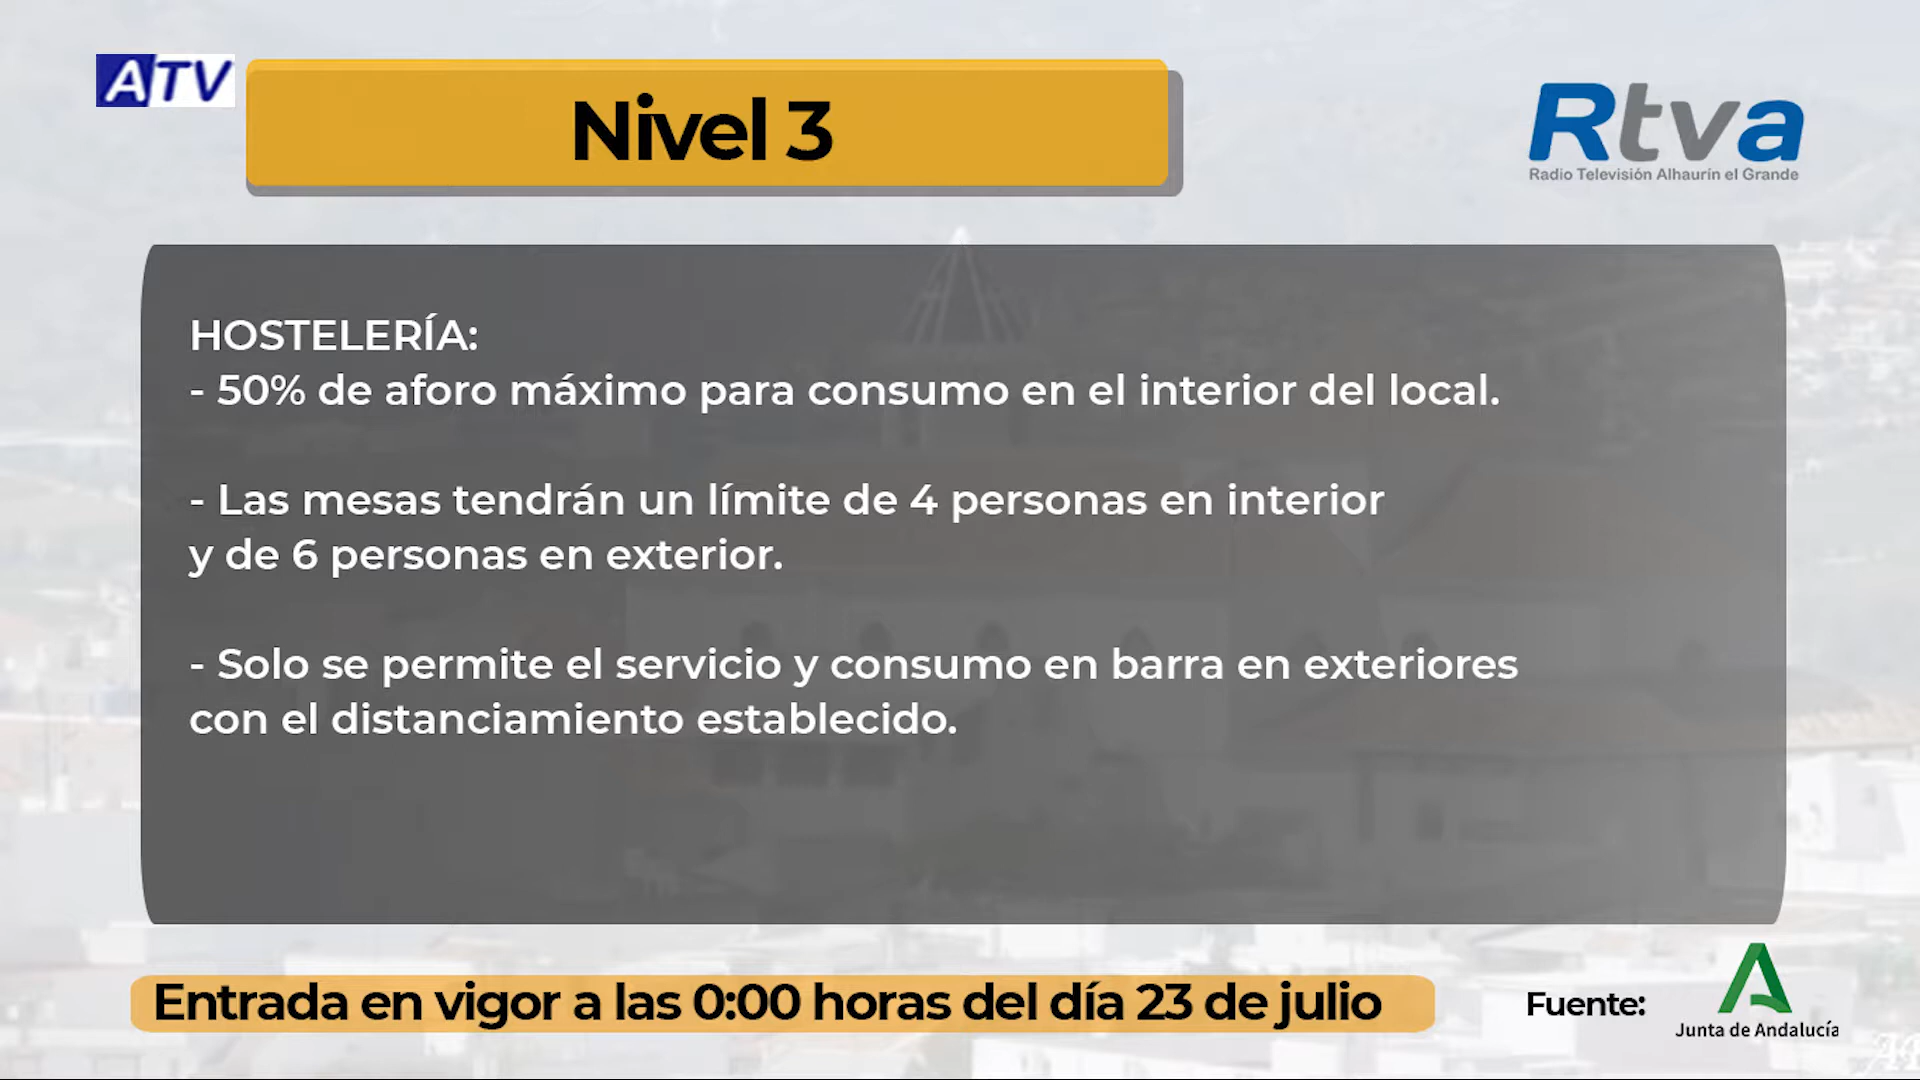 ATV
Nivel 3
Rtva
Radio Televisión Alhaurín el Grande
HOSTELERÍA:
- 50% de aforo máximo para consumo en el interior del local.
- Las mesas tendrán un límite de 4 personas en interior
y de 6 personas en exterior.
- Solo se permite el servicio y consumo en barra en exteriores
con el distanciamiento establecido.
Entrada en vigor a las 0:00 horas del día 23 de julio
Fuente:
Junta de Andalucía